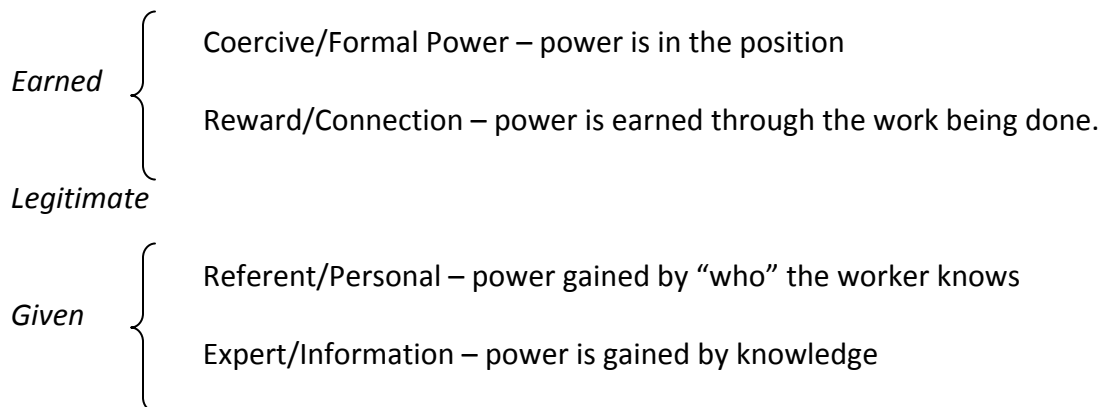 Coercive/Formal Power – power is in the position
Earned
Reward/Connection – power is earned through the work being done.
Legitimate
Referent/Personal – power gained by “who” the worker knows
Given
Expert/Information – power is gained by knowledge